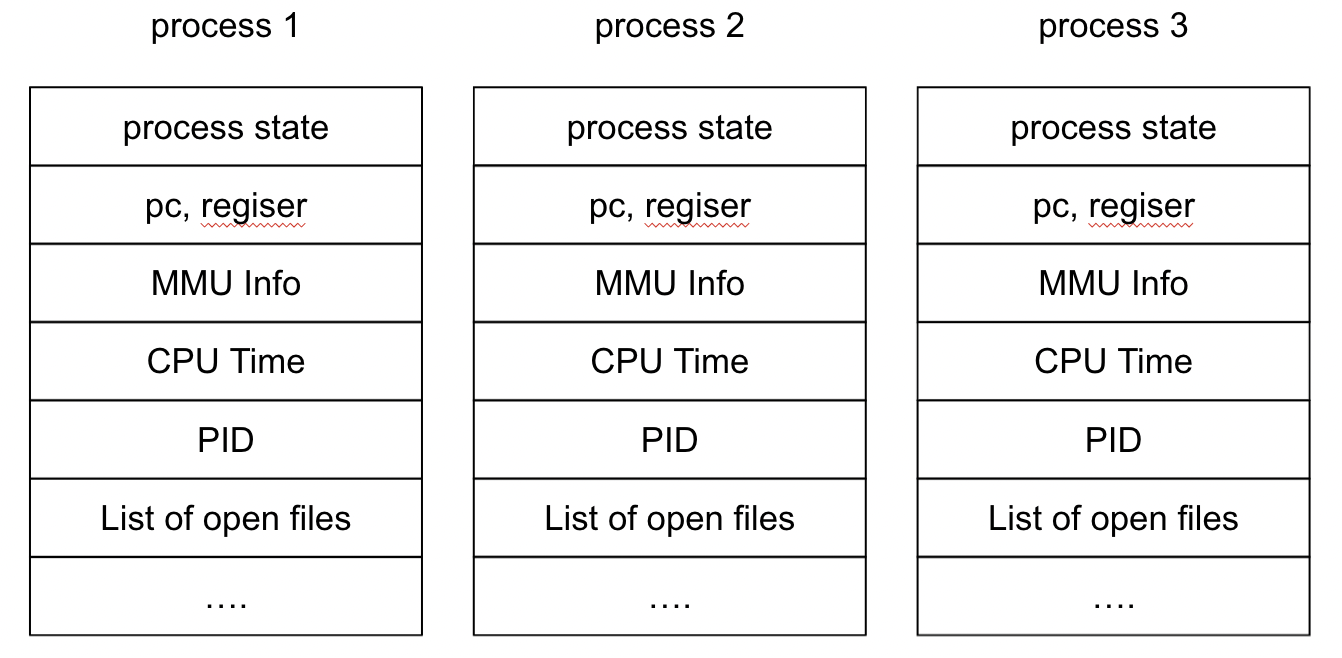 process 1
process state
pc, regiser
MMU Info
CPU Time
PID
List of open files
....
process 2
process state
pc, regiser
MMU Info
CPU Time
PID
List of open files
....
process 3
process state
pc, regiser
MMU Info
CPU Time
PID
List of open files
....